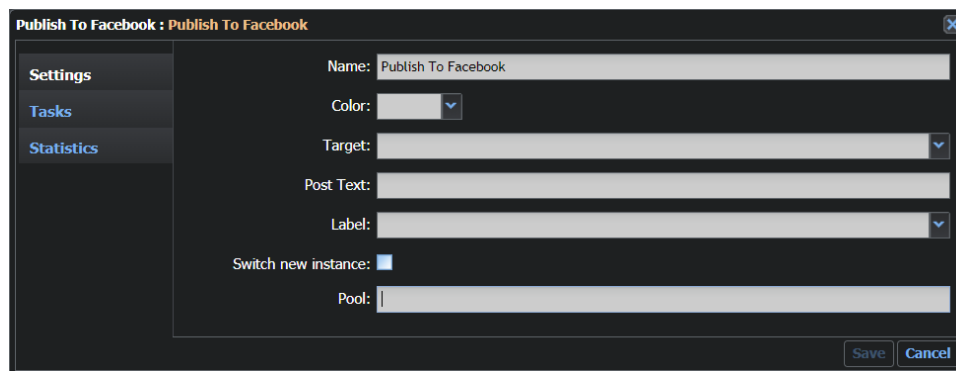 Publish To Facebook : Publish To Facebook
Settings
Tasks
Statistics
Name: Publish To Facebook
Color:
Target:
Post Text:
Label:
Switch new instance:
Pool:
Save Cancel